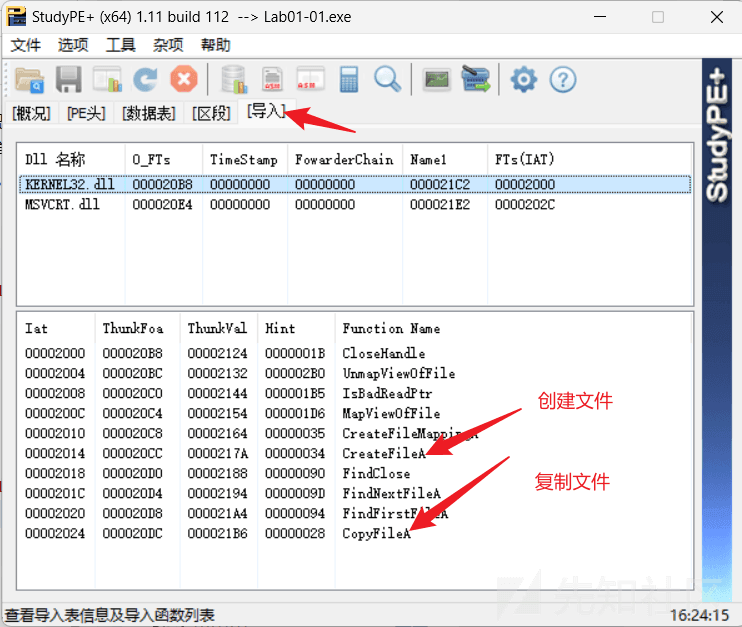 StudyPE+ (x64) 1.11 build 112 --> Lab01-01.exe
文件 选项 工具 杂项 帮助
[概况] [PE头] [数据表] [区段] [导入]
Dll 名称 O_FTs TimeStamp FowarderChain Name1 FTs(IAT)
KERNEL32.dll 000020B8 00000000 00000000 000021C2 00002000
MSVCRT.dll 000020E4 00000000 00000000 000021E2 0000202C
StudyPE+
Iat ThunkFoa ThunkVal Hint Function Name
00002000 000020B8 00002124 0000001B CloseHandle
00002004 000020BC 00002132 000002B0 UnmapViewOfFile
00002008 000020C0 00002144 000001B5 IsBadReadPtr
0000200C 000020C4 00002154 000001D6 MapViewOfFile
00002010 000020C8 00002164 00000035 CreateFileMappingA
00002014 000020CC 0000217A 00000034 CreateFileA
00002018 000020D0 00002188 00000090 FindClose
0000201C 000020D4 00002194 0000009D FindNextFileA
00002020 000020D8 000021A4 00000094 FindFirstFileA
00002024 000020DC 000021B6 00000028 CopyFileA
创建文件
复制文件
先知社区
查看导入表信息及导入函数列表 16:24:15